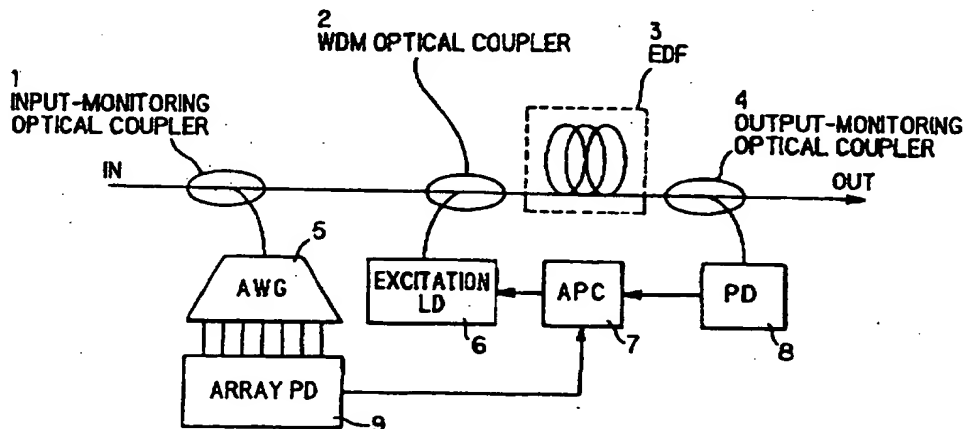 1
INPUT-MONITORING
OPTICAL COUPLER
2
WDM OPTICAL COUPLER
3
EDF
4
OUTPUT-MONITORING
OPTICAL COUPLER
IN
OUT
5
AWG
EXCITATION
LD
6
APC
7
PD
8
ARRAY PD
9